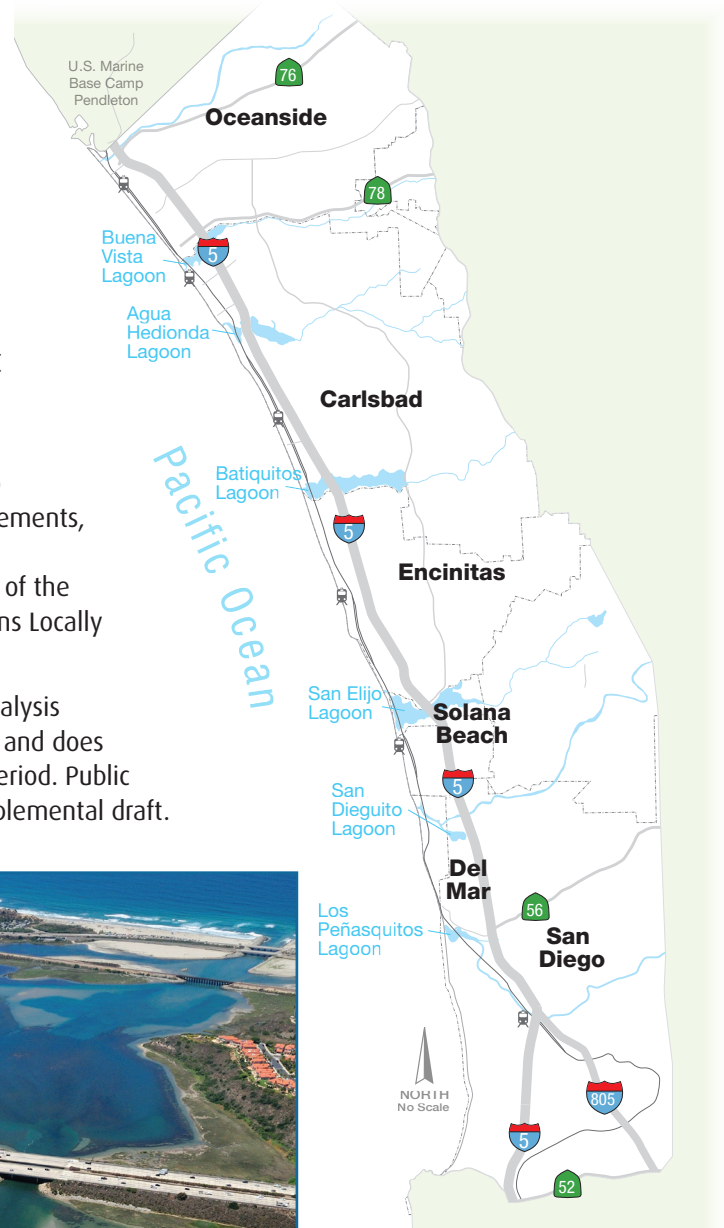 U.S. Marine
Base Camp
Pendleton
76
Oceanside
78
Buena
Vista
Lagoon
5
Agua
Hedionda
Lagoon
Carlsbad
Pacific Ocean
Batiquitos
Lagoon
ements,
5
Encinitas
of the
ns Locally
San Elijo
Lagoon
Solana
Beach
alysis
and does
eriod. Public
plemental draft.
5
San
Dieguito
Lagoon
Del
Mar
56
Los
Peñasquitos
Lagoon
San
Diego
NORTH
No Scale
805
5
52